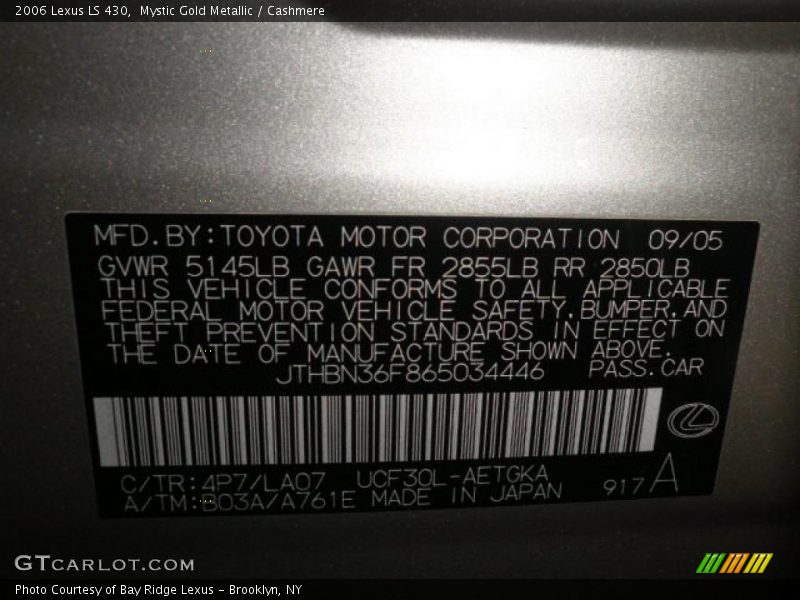 2006 Lexus LS 430,  Mystic Gold Metallic / Cashmere
MFD.BY:TOYOTA MOTOR CORPORATION 09/05
GVWR 5145LB GAWR FR 2855LB RR 2850LB
THIS VEHICLE CONFORMS TO ALL APPLICABLE
FEDERAL MOTOR VEHICLE SAFETY.BUMPER.AND
THEFT PREVENTION STANDARDS IN EFFECT ON
THE DATE OF MANUFACTURE SHOWN ABOVE.
JTHBN36F865034446 PASS.CAR
C/TR:4P7/LA07 UCF30L-AETGKA
A/TM:B03A/A761E MADE IN JAPAN 917A
GTCARLOT.COM
Photo Courtesy of Bay Ridge Lexus – Brooklyn, NY